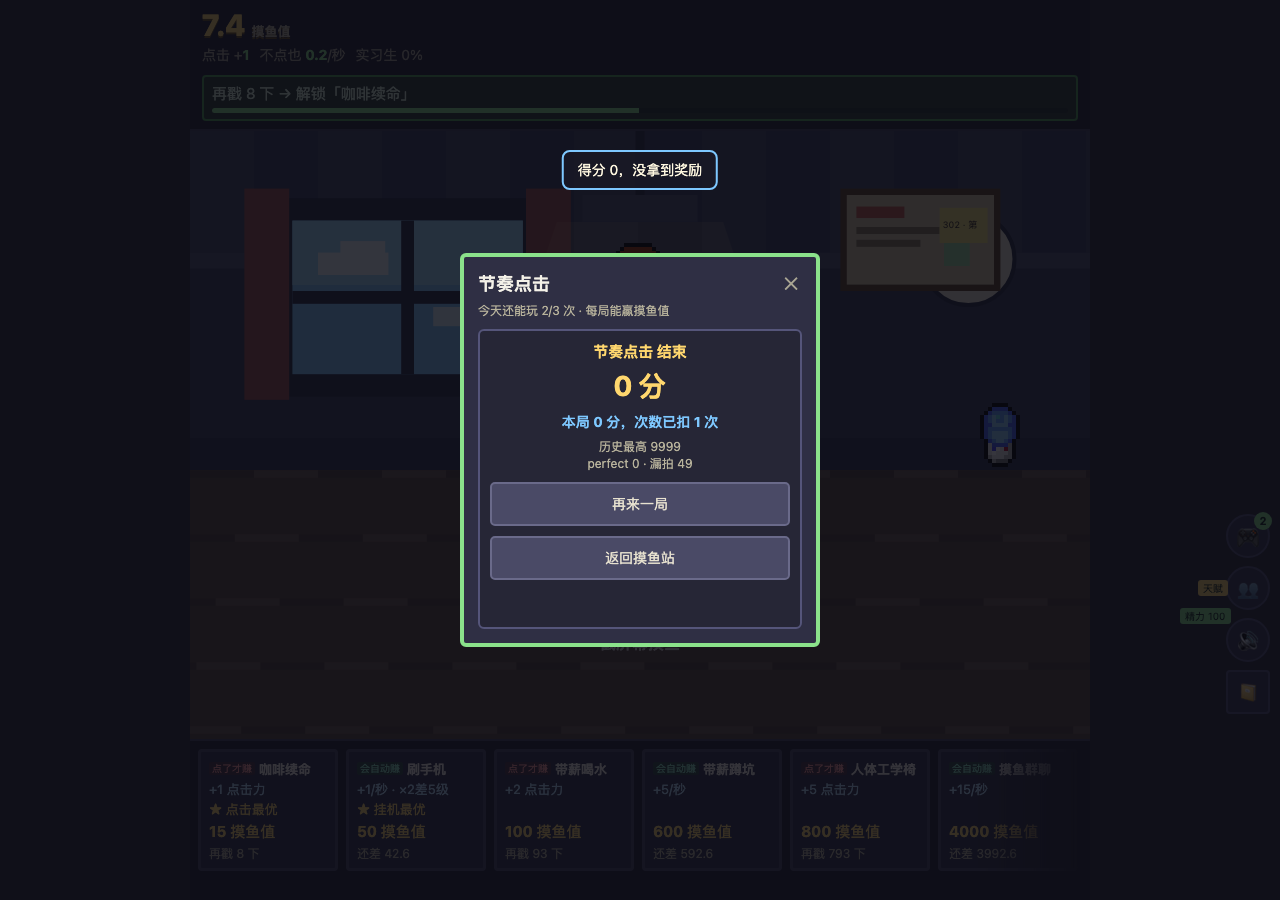 7.4 摸鱼值
点击 +1 不点也 0.2/秒 实习生 0%
再戳 8 下 → 解锁「咖啡续命」
得分 0，没拿到奖励
302 · 第
节奏点击
今天还能玩 2/3 次 · 每局能赢摸鱼值
节奏点击 结束
0 分
本局 0 分，次数已扣 1 次
历史最高 9999
perfect 0 · 漏拍 49
再来一局
返回摸鱼站
2
天赋
精力 100
点了才赚 咖啡续命
+1 点击力
★ 点击最优
15 摸鱼值
再戳 8 下
会自动赚 刷手机
+1/秒 · ×2差5级
★ 挂机最优
50 摸鱼值
还差 42.6
点了才赚 带薪喝水
+2 点击力
100 摸鱼值
再戳 93 下
会自动赚 带薪蹲坑
+5/秒
600 摸鱼值
还差 592.6
点了才赚 人体工学椅
+5 点击力
800 摸鱼值
再戳 793 下
会自动赚 摸鱼群聊
+15/秒
4000 摸鱼值
还差 3992.6